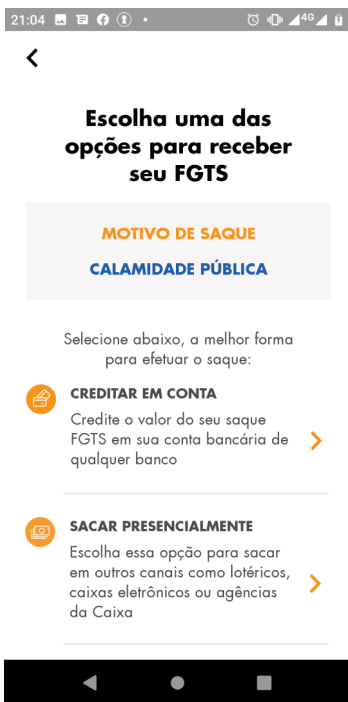 21:04
4G
Escolha uma das
opções para receber
seu FGTS
MOTIVO DE SAQUE
CALAMIDADE PÚBLICA
Selecione abaixo, a melhor forma
para efetuar o saque:
CREDITAR EM CONTA
Credite o valor do seu saque
FGTS em sua conta bancária de
qualquer banco
SACAR PRESENCIALMENTE
Escolha essa opção para sacar
em outros canais como lotéricos,
caixas eletrônicos ou agências
da Caixa